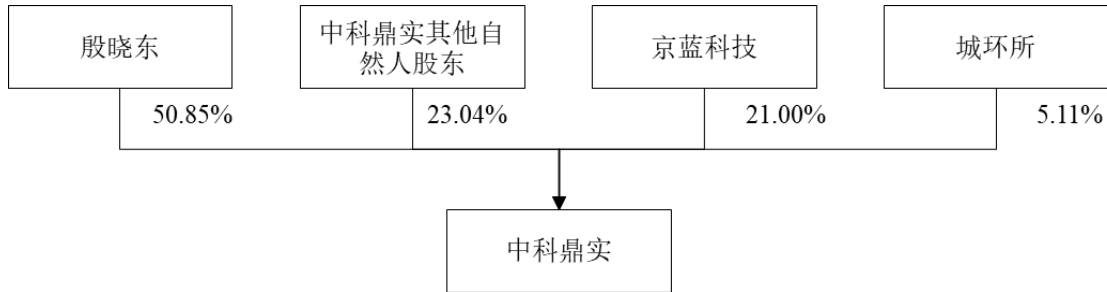 殷晓东
中科鼎实其他自
然人股东
京蓝科技
城环所
50.85%
23.04%
21.00%
5.11%
中科鼎实